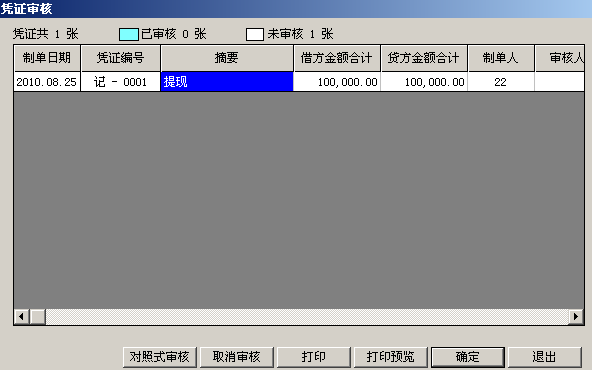 凭证审核
凭证共 1 张 已审核 0 张 未审核 1 张
制单日期 凭证编号 摘要 借方金额合计 贷方金额合计 制单人 审核人
2010.08.25 记 - 0001 提现 100,000.00 100,000.00 22
对照式审核 取消审核 打印 打印预览 确定 退出